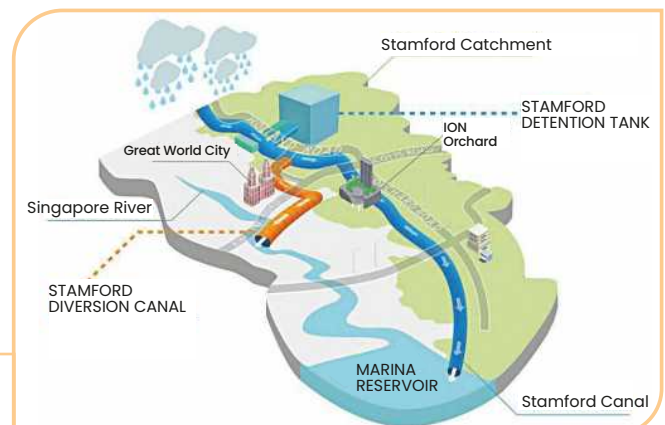 Stamford Catchment
STAMFORD
DETENTION TANK
ION
Orchard
Great World City
Singapore River
STAMFORD
DIVERSION CANAL
MARINA
RESERVOIR
Stamford Canal